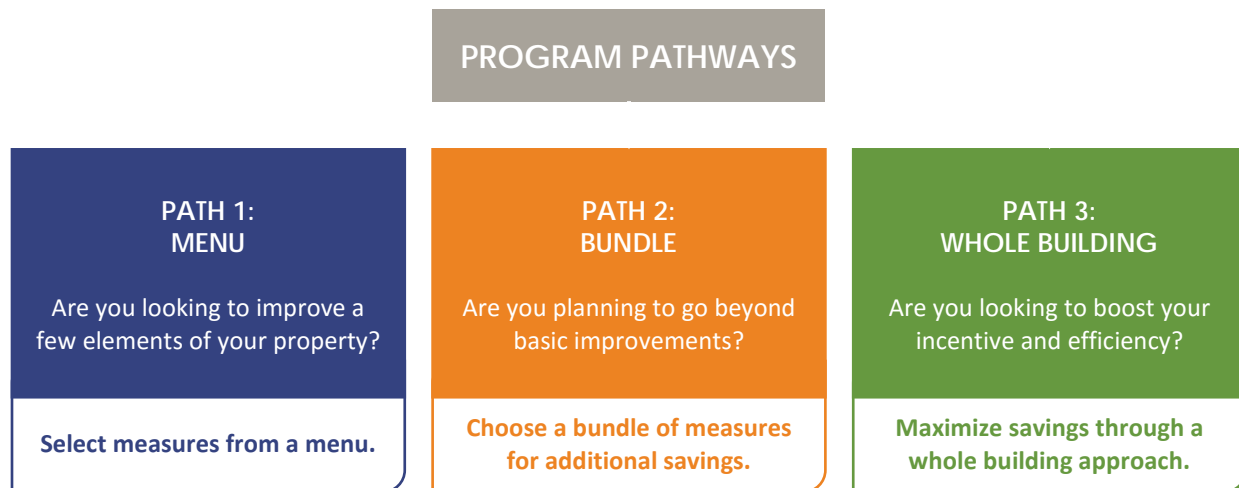 PROGRAM PATHWAYS
PATH 1:
MENU
Are you looking to improve a
few elements of your property?
Select measures from a menu.
PATH 2:
BUNDLE
Are you planning to go beyond
basic improvements?
Choose a bundle of measures
for additional savings.
PATH 3:
WHOLE BUILDING
Are you looking to boost your
incentive and efficiency?
Maximize savings through a
whole building approach.